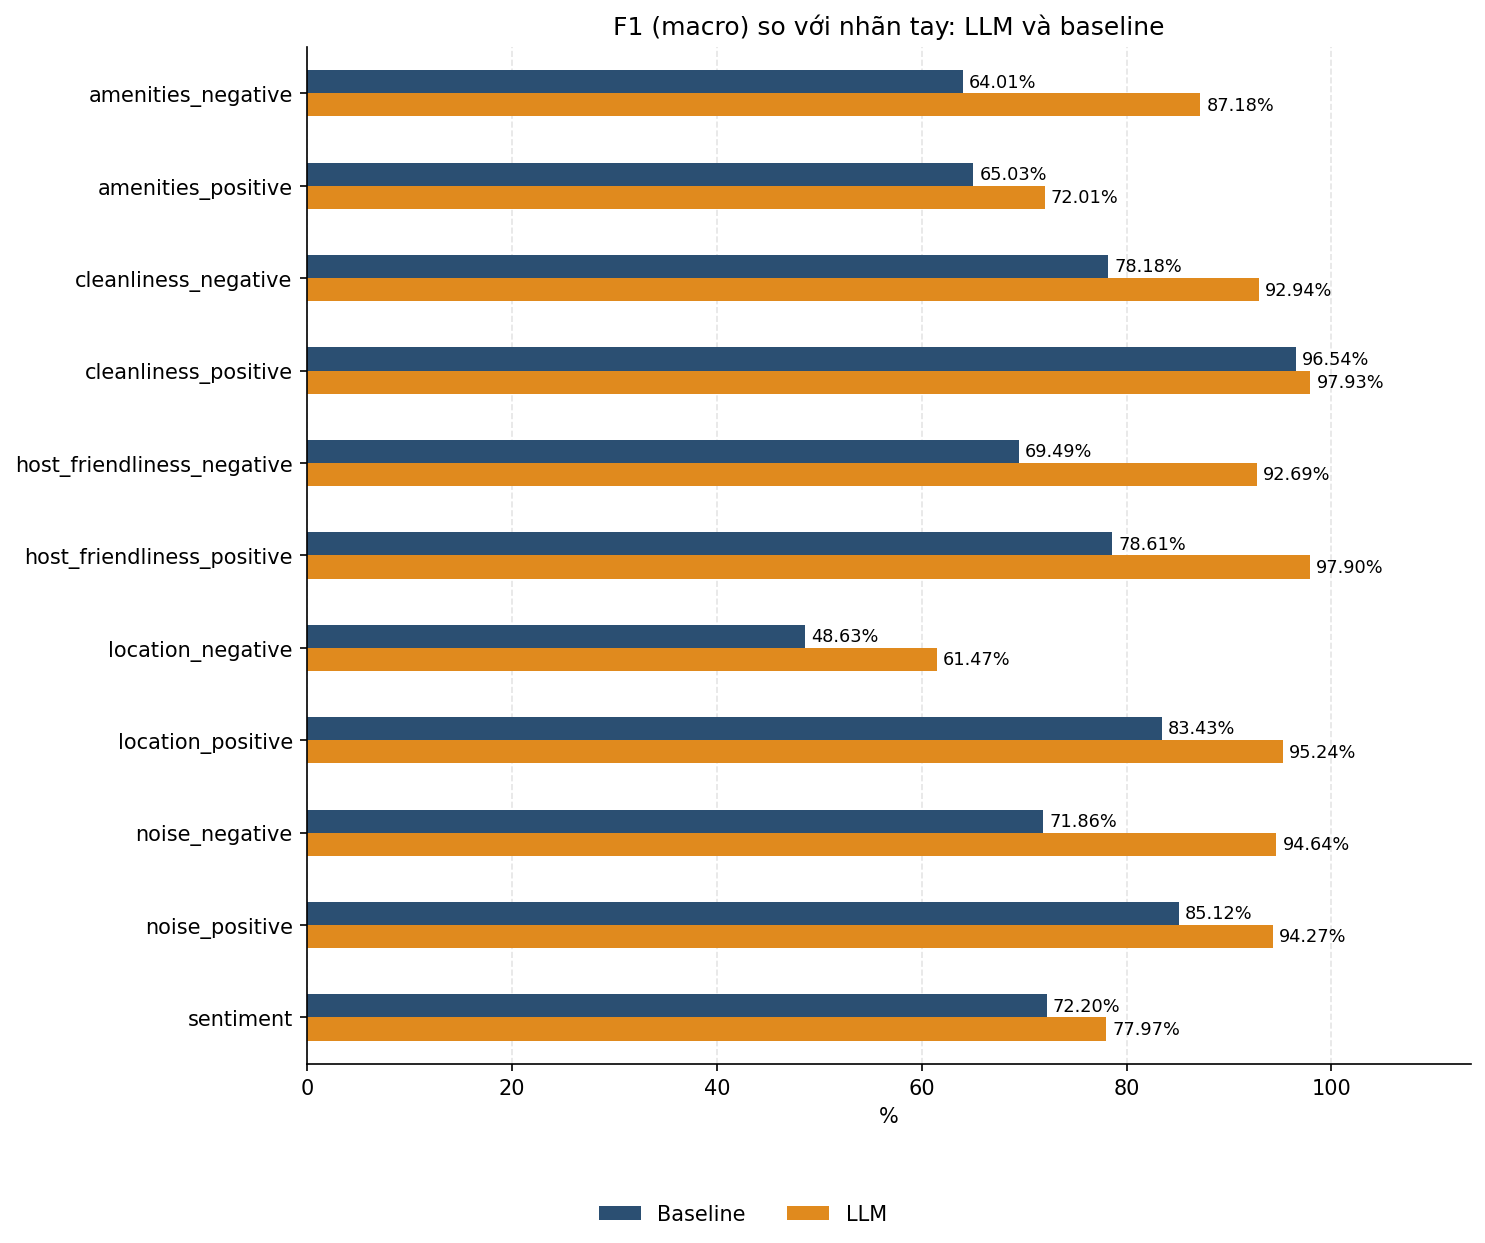 F1 (macro) so với nhãn tay: LLM và baseline
amenities_negative
64.01%
87.18%
amenities_positive
65.03%
72.01%
cleanliness_negative
78.18%
92.94%
cleanliness_positive
96.54%
97.93%
host_friendliness_negative
69.49%
92.69%
host_friendliness_positive
78.61%
97.90%
location_negative
48.63%
61.47%
location_positive
83.43%
95.24%
noise_negative
71.86%
94.64%
noise_positive
85.12%
94.27%
sentiment
72.20%
77.97%
0 20 40 60 80 100
%
Baseline LLM